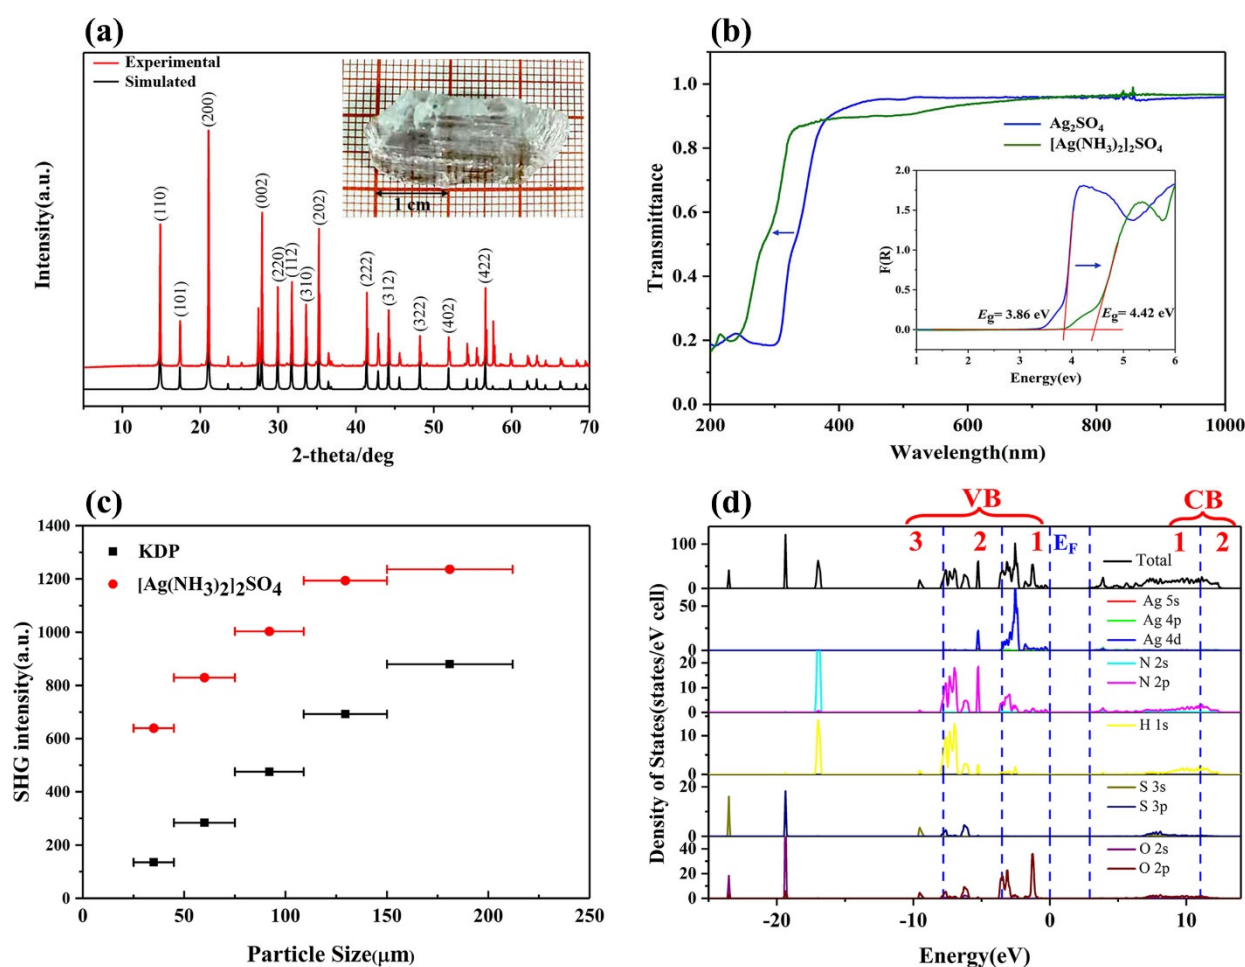 (a)
Experimental
Simulated
(110)
(101)
(200)
(002)
(220)
(112)
(310)
(202)
(222)
(312)
(322)
(402)
(422)
1 cm
Intensity(a.u.)
10 20 30 40 50 60 70
2-theta/deg
(b)
1.0
0.8
0.6
0.4
0.2
0.0
Transmittance
Ag₂SO₄
[Ag(NH₃)₂]₂SO₄
2.0
1.5
1.0
0.5
0.0
F(R)
Eg= 3.86 eV
Eg= 4.42 eV
1 2 3 4 5 6
Energy(ev)
200 400 600 800 1000
Wavelength(nm)
(c)
1400
1200
1000
800
600
400
200
0
SHG intensity(a.u.)
KDP
[Ag(NH₃)₂]₂SO₄
0 50 100 150 200 250
Particle Size(μm)
(d)
VB
CB
3 2 1 EF 1 2
100
0
Total
50
0
Ag 5s
Ag 4p
Ag 4d
20
10
0
N 2s
N 2p
10
0
H 1s
20
10
0
S 3s
S 3p
40
20
0
O 2s
O 2p
Density of States(states/eV cell)
-20 -10 0 10
Energy(eV)